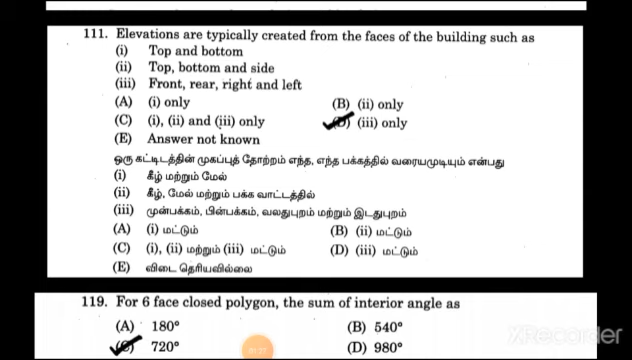 111. Elevations are typically created from the faces of the building such as
(i) Top and bottom
(ii) Top, bottom and side
(iii) Front, rear, right and left
(A) (i) only (B) (ii) only
(C) (i), (ii) and (iii) only (D) (iii) only
(E) Answer not known
ஒரு கட்டிடத்தின் முகப்புத் தோற்றம் எந்த, எந்த பக்கத்தில் வரையமுடியும் என்பது
(i) கீழ் மற்றும் மேல்
(ii) கீழ், மேல் மற்றும் பக்க வாட்டத்தில்
(iii) முன்பக்கம், பின்பக்கம், வலதுபுறம் மற்றும் இடதுபுறம்
(A) (i) மட்டும் (B) (ii) மட்டும்
(C) (i), (ii) மற்றும் (iii) மட்டும் (D) (iii) மட்டும்
(E) விடை தெரியவில்லை
119. For 6 face closed polygon, the sum of interior angle as
(A) 180° (B) 540°
(C) 720° (D) 980°
XRecorder